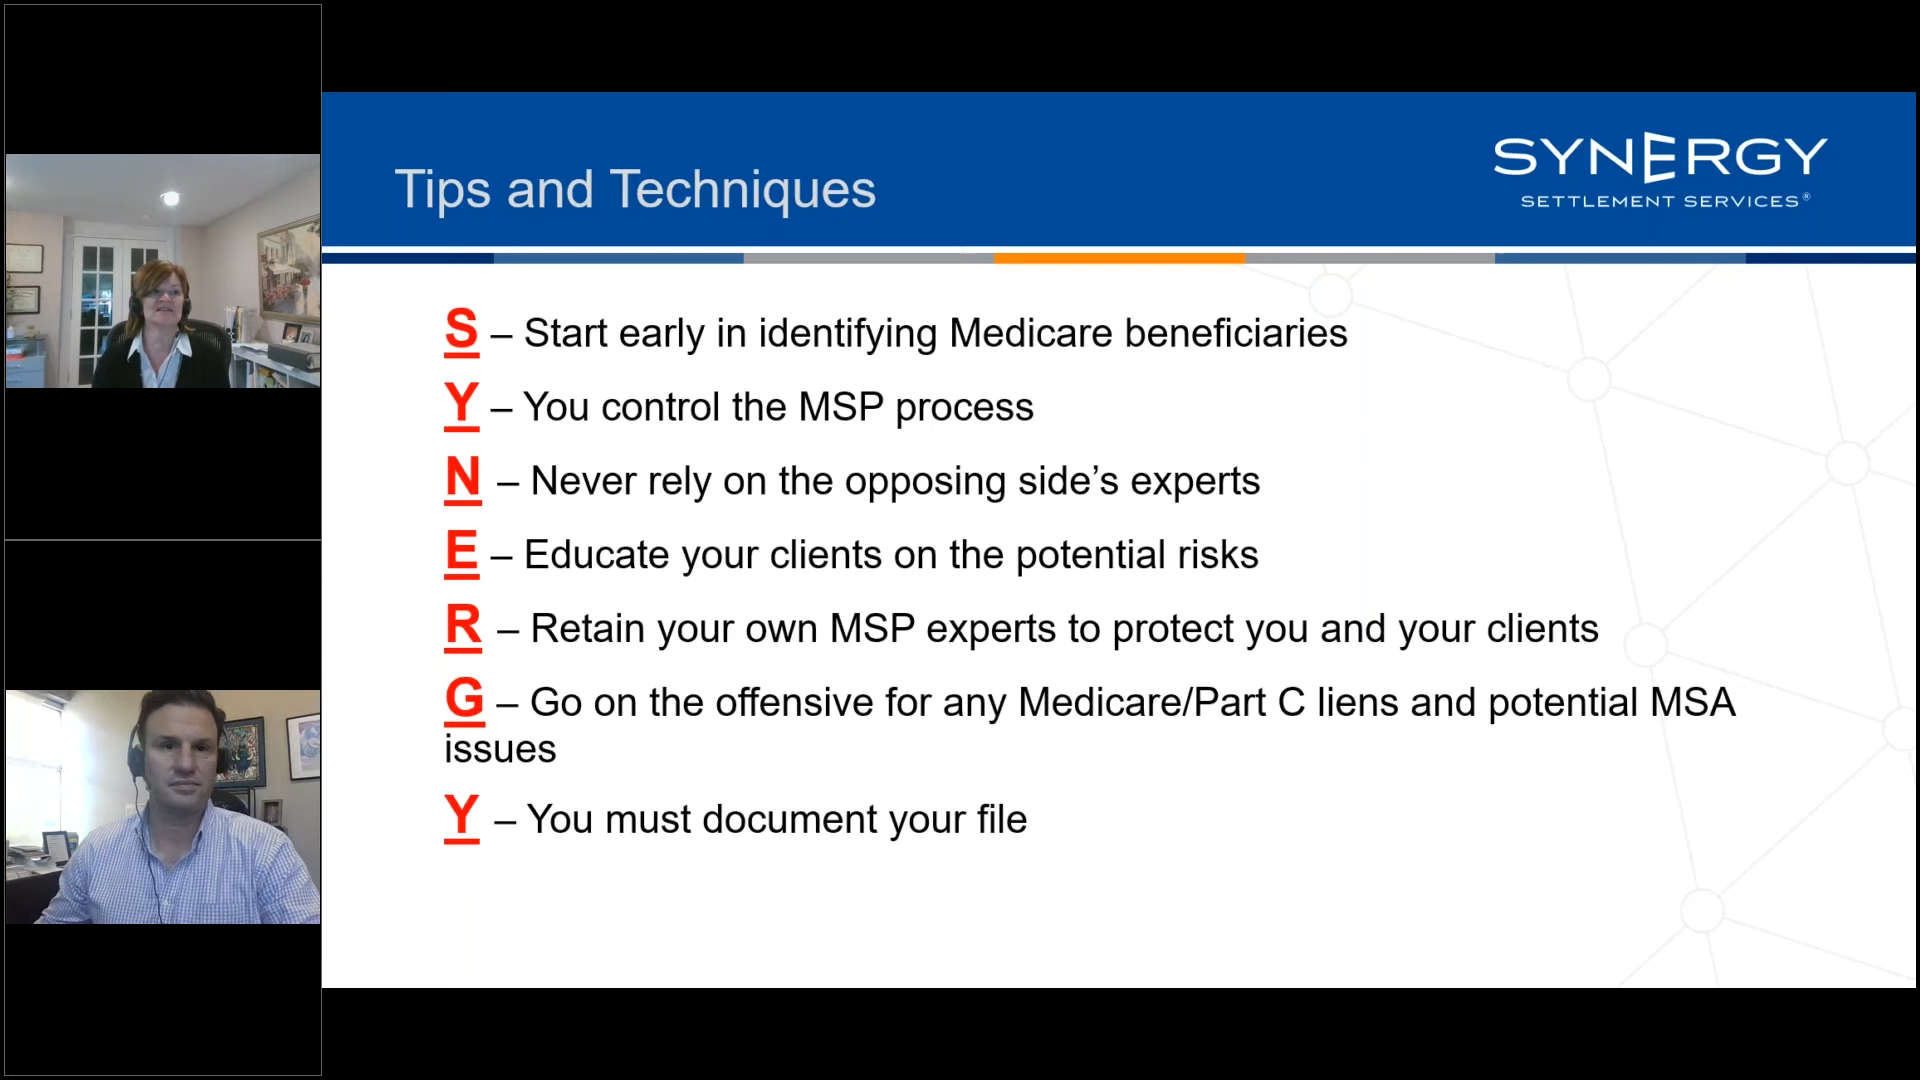 Tips and Techniques
SYNERGY
SETTLEMENT SERVICES®
S – Start early in identifying Medicare beneficiaries
Y – You control the MSP process
N – Never rely on the opposing side’s experts
E – Educate your clients on the potential risks
R – Retain your own MSP experts to protect you and your clients
G – Go on the offensive for any Medicare/Part C liens and potential MSA
issues
Y – You must document your file